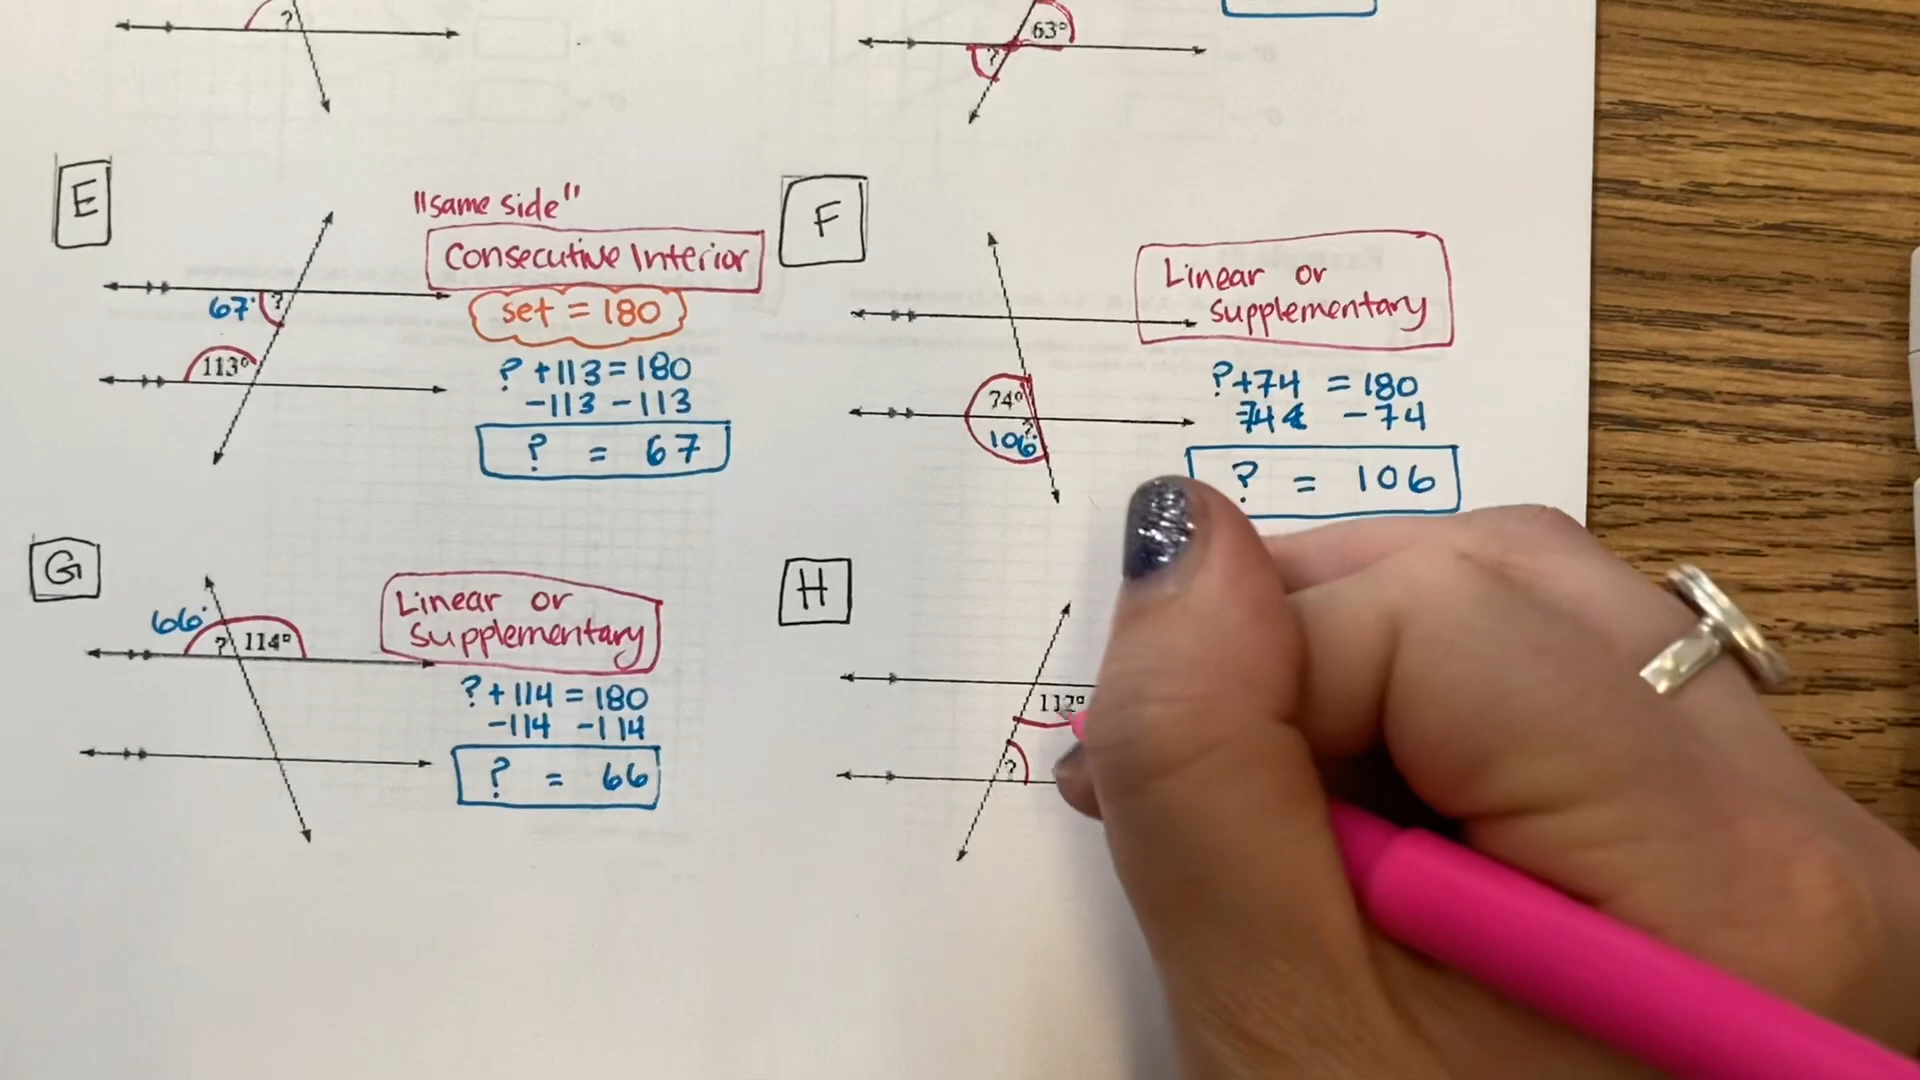 ?
63°
?
E
"same side"
Consecutive Interior
set = 180
67°
?
113°
? +113 = 180
-113 -113
? = 67
F
Linear or
supplementary
74°
?
106°
?+74 = 180
74 -74
? = 106
G
66°
? 114°
Linear or
supplementary
? + 114 = 180
-114 -114
? = 66
H
112°
?